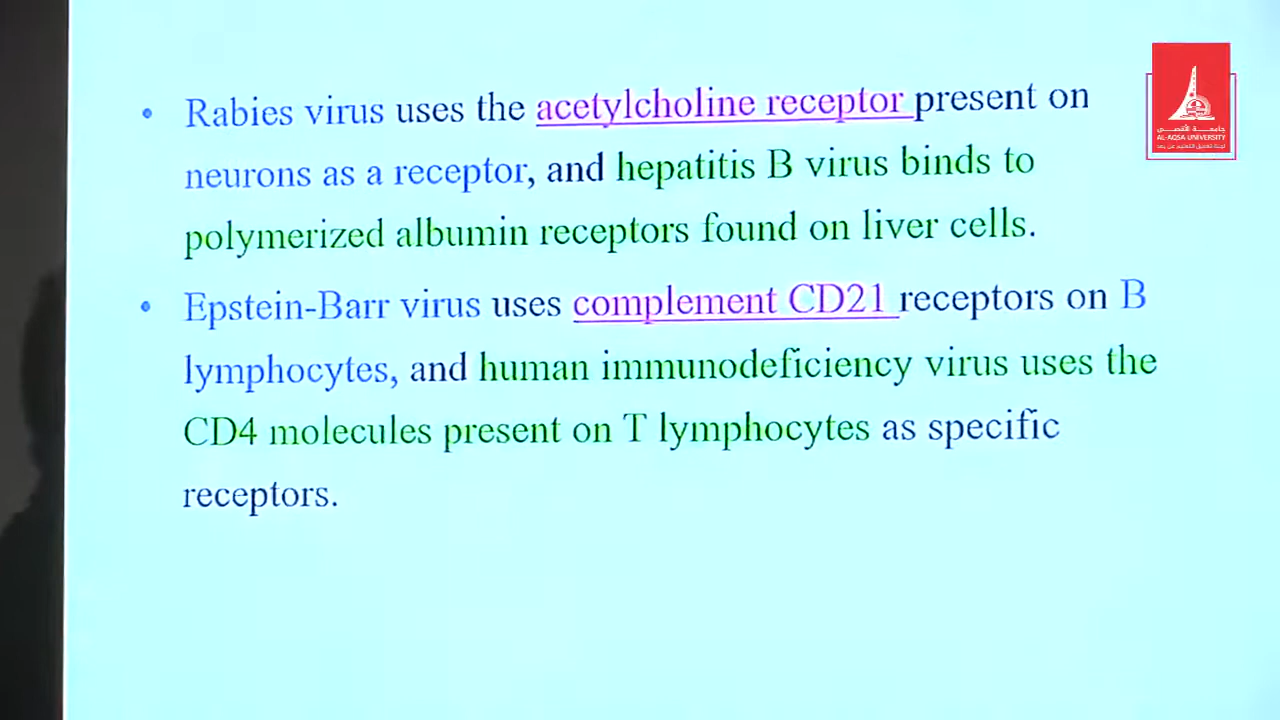 • Rabies virus uses the acetylcholine receptor present on
neurons as a receptor, and hepatitis B virus binds to
polymerized albumin receptors found on liver cells.
• Epstein-Barr virus uses complement CD21 receptors on B
lymphocytes, and human immunodeficiency virus uses the
CD4 molecules present on T lymphocytes as specific
receptors.
جامعة الأقصى
AL-AQSA UNIVERSITY